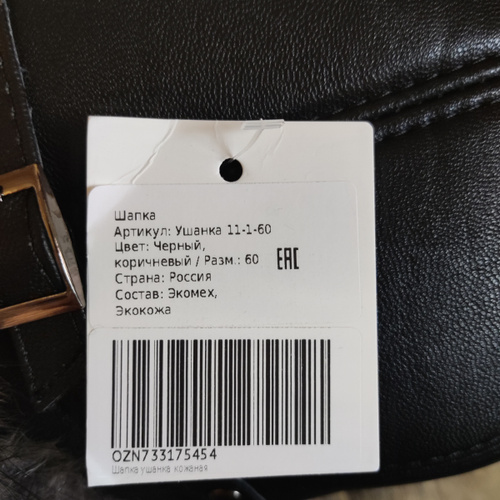 Шапка
Артикул: Ушанка 11-1-60
Цвет: Черный,
коричневый / Разм.: 60
EAC
Страна: Россия
Состав: Экомех,
Экокожа
OZN733175454
Шапка ушанка кожаная